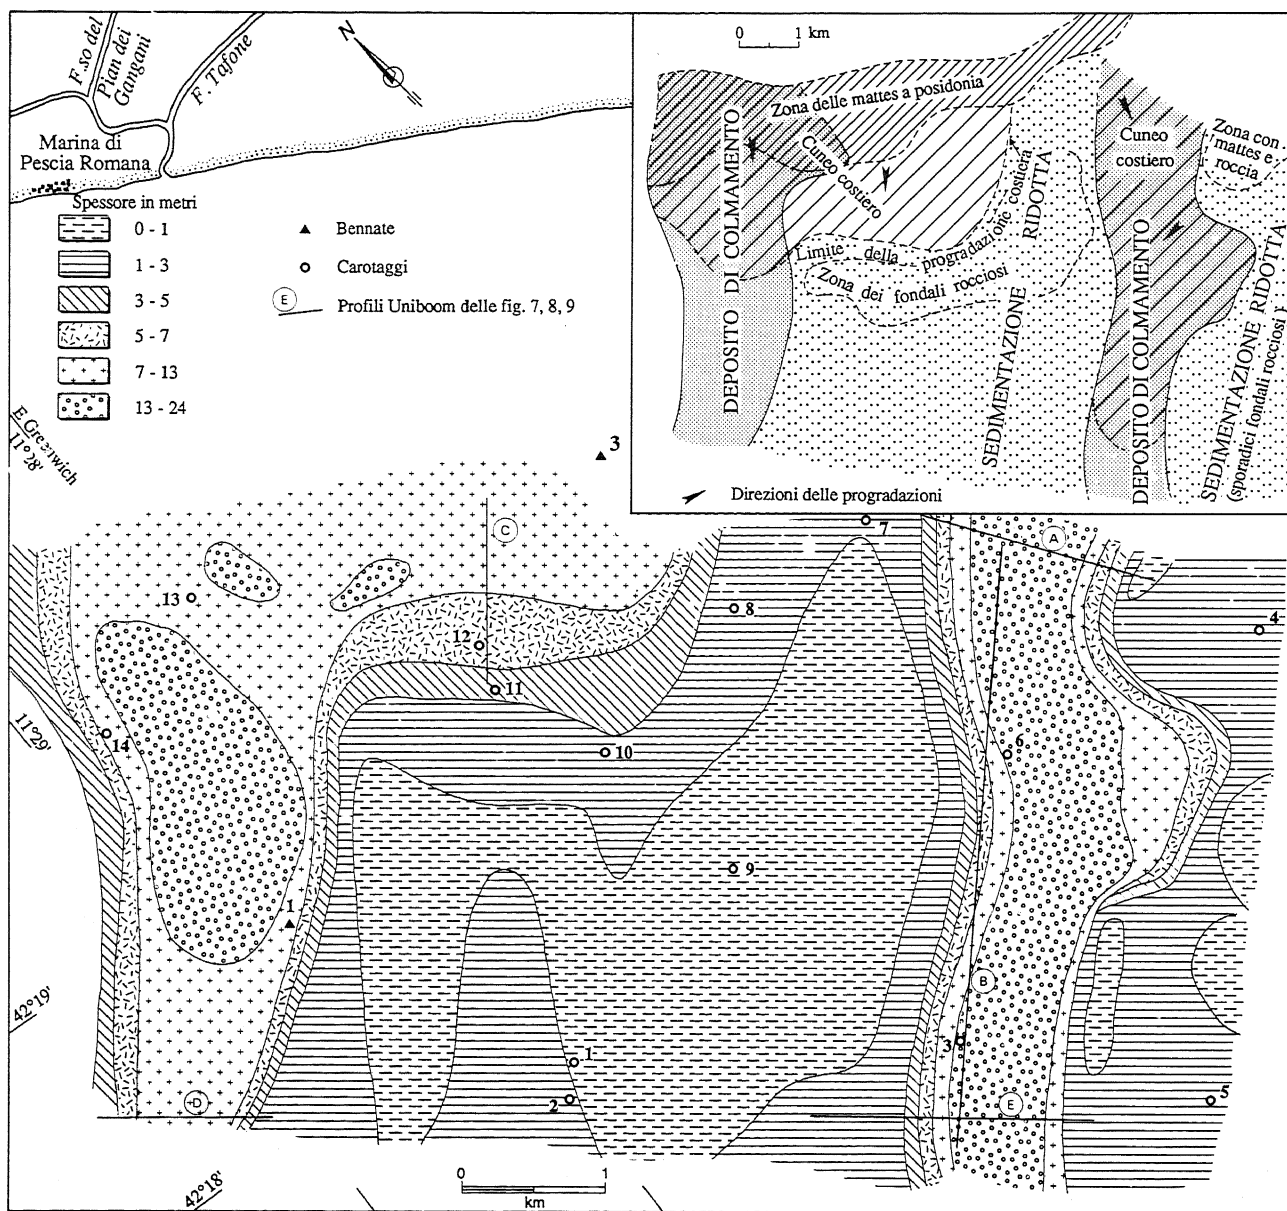 F.so del
Pian dei
Gangani
F. Tafone
N
Marina di
Pescia Romana
Spessore in metri
0 - 1
1 - 3
3 - 5
5 - 7
7 - 13
13 - 24
Bennate
Carotaggi
E
Profili Uniboom delle fig. 7, 8, 9
0 1 km
Zona delle mattes a posidonia
DEPOSITO DI COLMAMENTO
Cuneo costiero
Limite della progradazione costiera
Zona dei fondali rocciosi
SEDIMENTAZIONE RIDOTTA
Cuneo
costiero
DEPOSITO DI COLMAMENTO
Zona con
mattes e
roccia
SEDIMENTAZIONE RIDOTTA
(sporadici fondali rocciosi)
Direzioni delle progradazioni
E Greenwich
11°28'
11°29'
42°19'
42°18'
3
C
7
A
13
12
8
4
11
14
10
6
9
1
B
1
3
2
D
E
5
0 1
km